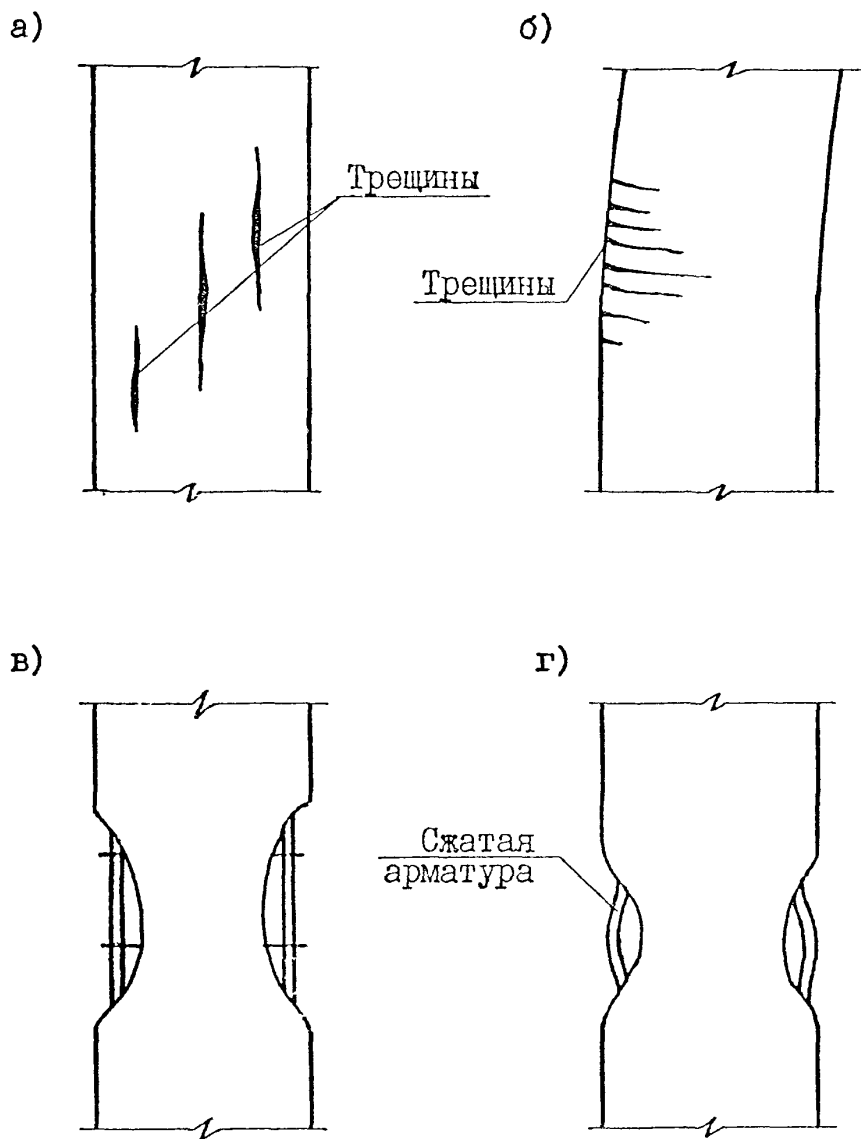 а)
б)
Трещины
Трещины
в)
г)
Сжатая
арматура